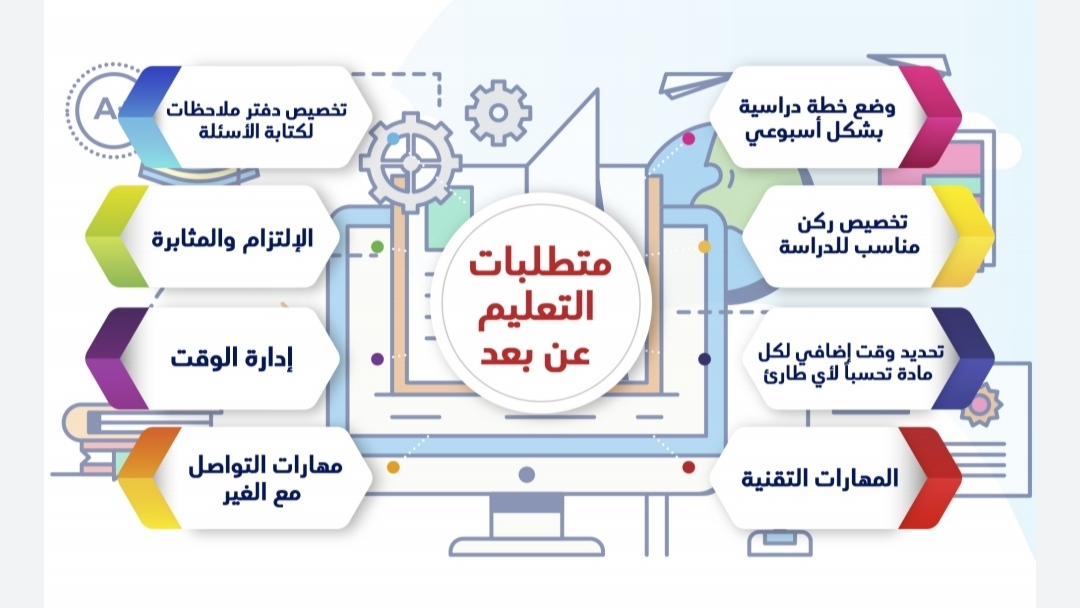 متطلبات
التعليم
عن بعد
وضع خطة دراسية
بشكل أسبوعي
تخصيص ركن
مناسب للدراسة
تحديد وقت إضافي لكل
مادة تحسباً لأي طارئ
المهارات التقنية
تخصيص دفتر ملاحظات
لكتابة الأسئلة
الإلتزام والمثابرة
إدارة الوقت
مهارات التواصل
مع الغير